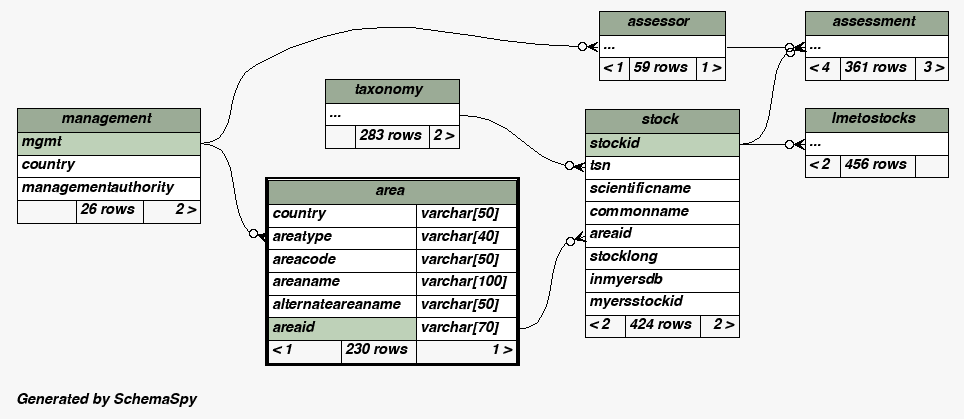 assessor
...
< 1 59 rows 1 >
assessment
...
< 4 361 rows 3 >
taxonomy
...
283 rows 2 >
management
mgmt
country
managementauthority
26 rows 2 >
stock
stockid
tsn
scientificname
commonname
areaid
stocklong
inmyersdb
myersstockid
< 2 424 rows 2 >
lmetostocks
...
< 2 456 rows
area
country varchar[50]
areatype varchar[40]
areacode varchar[50]
areaname varchar[100]
alternateareaname varchar[50]
areaid varchar[70]
< 1 230 rows 1 >
Generated by SchemaSpy